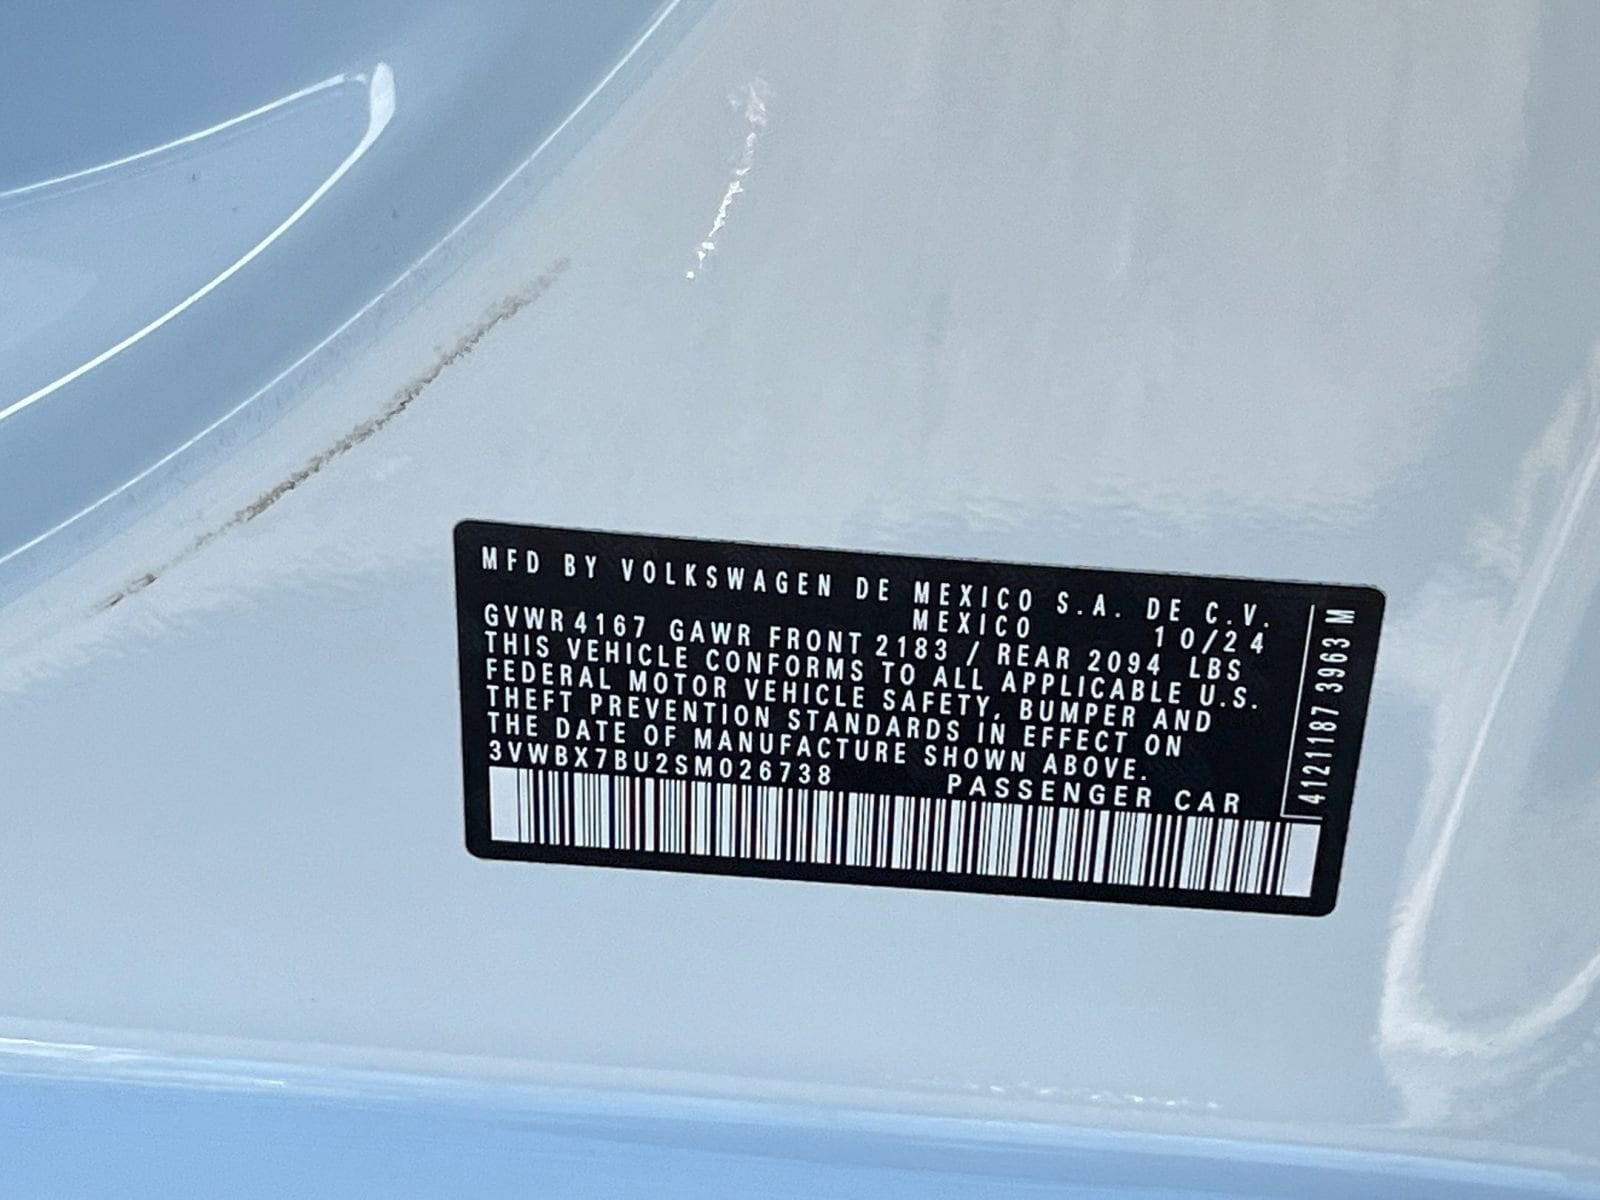 MFD BY VOLKSWAGEN DE MEXICO S.A. DE C.V.
MEXICO 10/24
GVWR 4167 GAWR FRONT 2183 / REAR 2094 LBS
THIS VEHICLE CONFORMS TO ALL APPLICABLE U.S.
FEDERAL MOTOR VEHICLE SAFETY, BUMPER AND
THEFT PREVENTION STANDARDS IN EFFECT ON
THE DATE OF MANUFACTURE SHOWN ABOVE.
3VWBX7BU2SM026738 PASSENGER CAR
4121187 3963 M